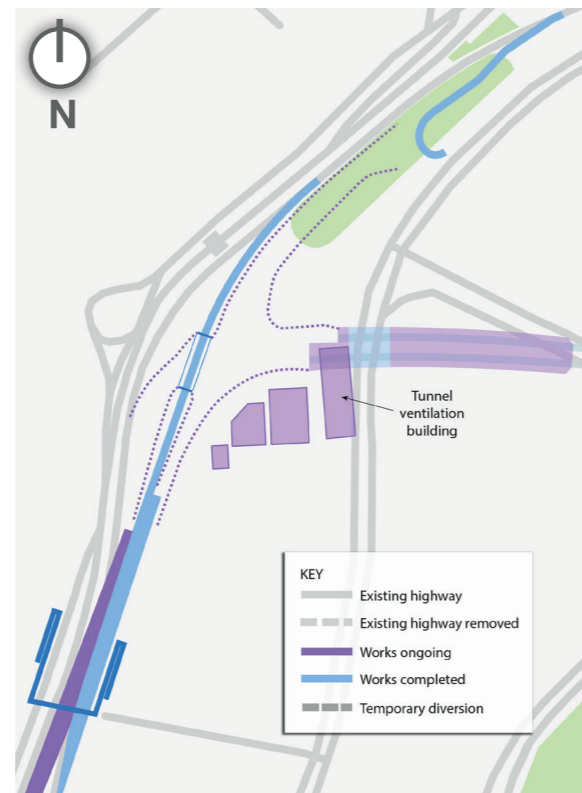 N
Tunnel
ventilation
building
KEY
Existing highway
Existing highway removed
Works ongoing
Works completed
Temporary diversion